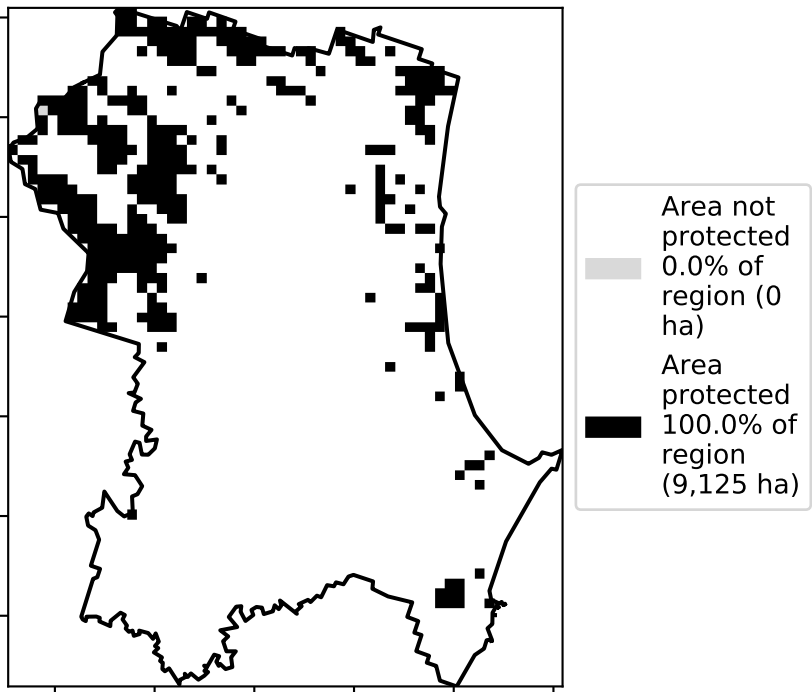 Area not
protected
0.0% of
region (0
ha)
Area
protected
100.0% of
region
(9,125 ha)